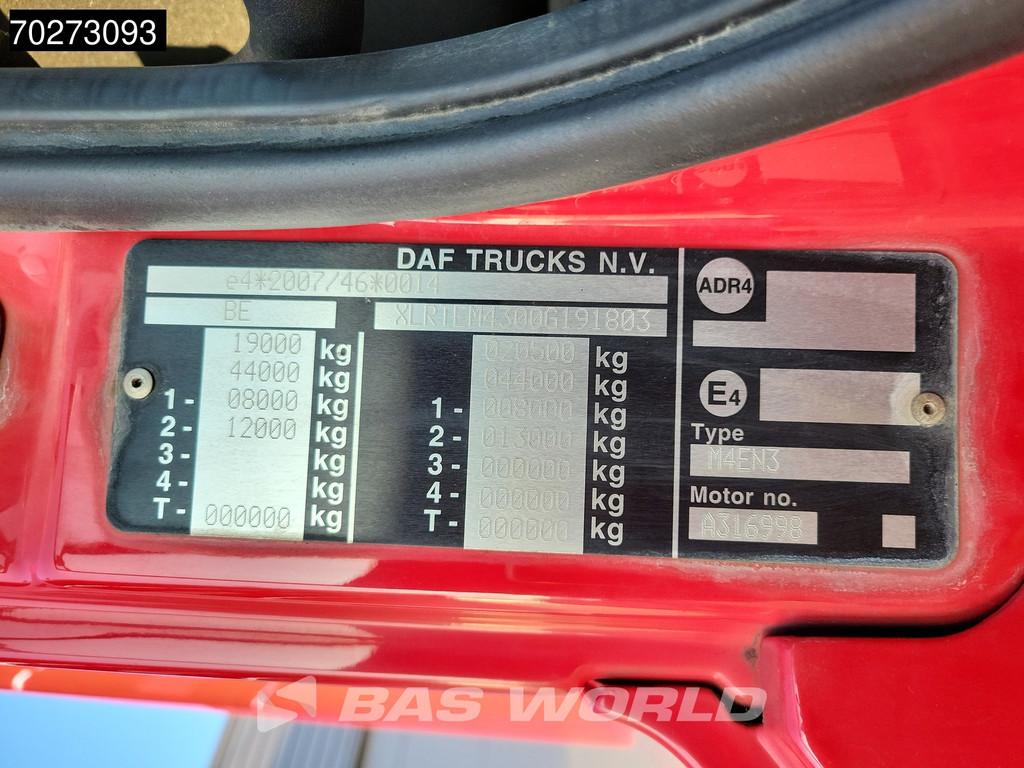 70273093
DAF TRUCKS N.V.
e4*2007/46*0014
BE
XLRTEM4300G191803
19000 kg
44000 kg
1- 08000 kg
2- 12000 kg
3- kg
4- kg
T- 000000 kg
020500 kg
044000 kg
1- 008000 kg
2- 013000 kg
3- 000000 kg
4- 000000 kg
T- 000000 kg
ADR4
E4
Type
M4EN3
Motor no.
A316998
BAS WORLD